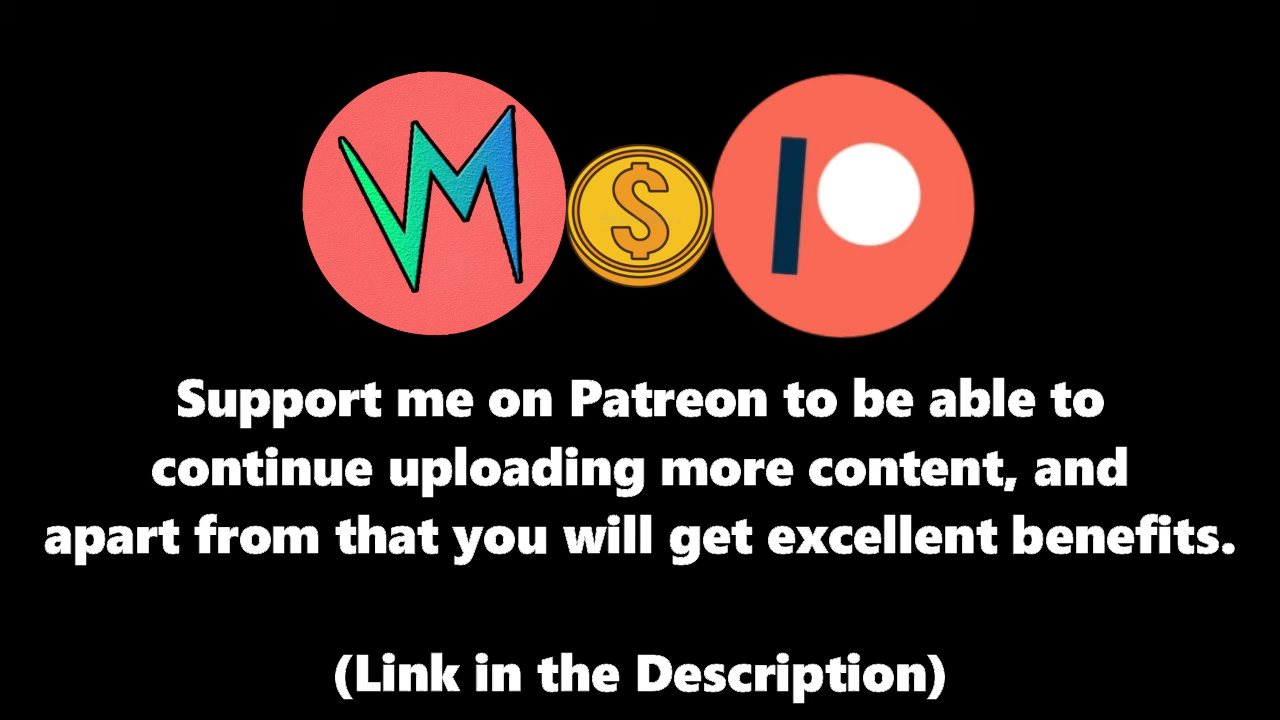 VM
$
Support me on Patreon to be able to
continue uploading more content, and
apart from that you will get excellent benefits.
(Link in the Description)